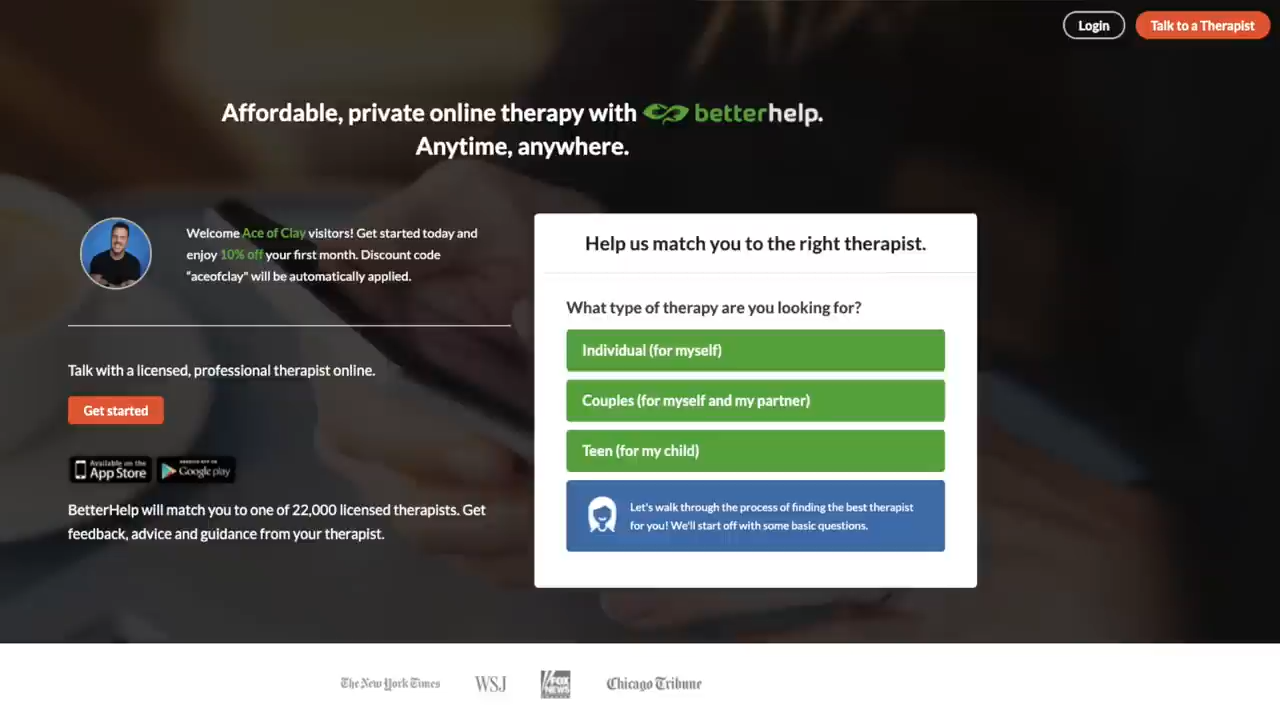 Login
Talk to a Therapist
Affordable, private online therapy with betterhelp.
Anytime, anywhere.
Welcome Ace of Clay visitors! Get started today and
enjoy 10% off your first month. Discount code
"aceofclay" will be automatically applied.
Talk with a licensed, professional therapist online.
Get started
Available on the
App Store
Google play
BetterHelp will match you to one of 22,000 licensed therapists. Get
feedback, advice and guidance from your therapist.
Help us match you to the right therapist.
What type of therapy are you looking for?
Individual (for myself)
Couples (for myself and my partner)
Teen (for my child)
Let's walk through the process of finding the best therapist
for you! We'll start off with some basic questions.
The New York Times
WSJ
FOX
NEWS
Chicago Tribune